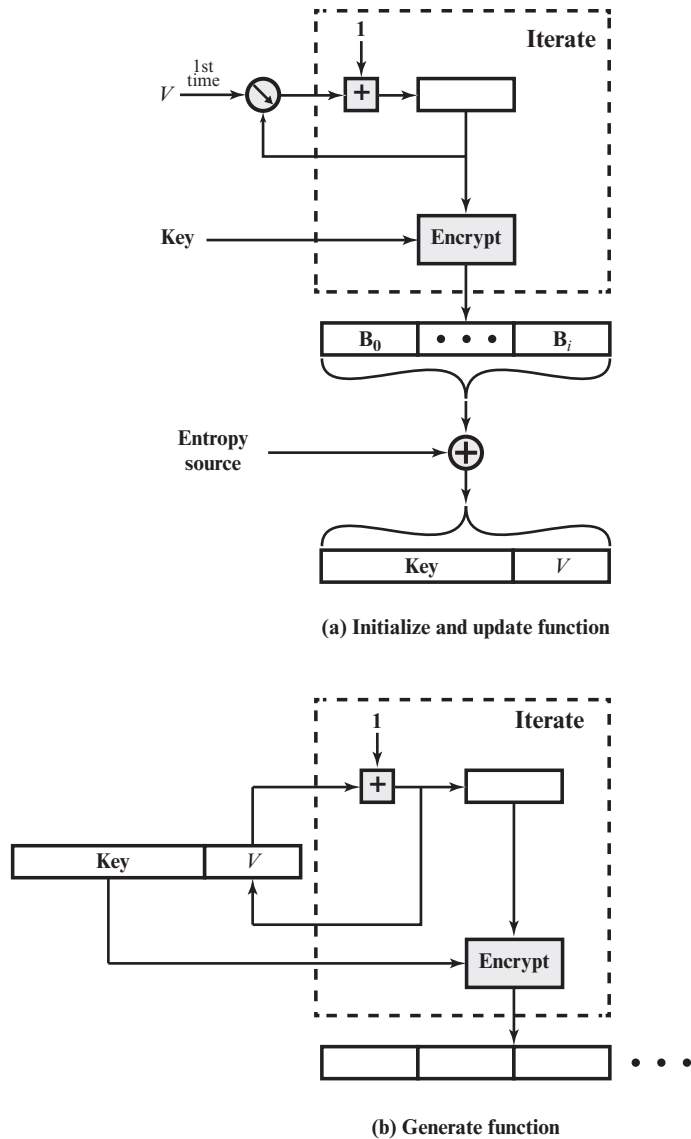 1
Iterate
1st
time
V
+
Key
Encrypt
B0 • • • Bi
Entropy
source
+
Key V
(a) Initialize and update function
1
Iterate
+
Key V
Encrypt
• • •
(b) Generate function